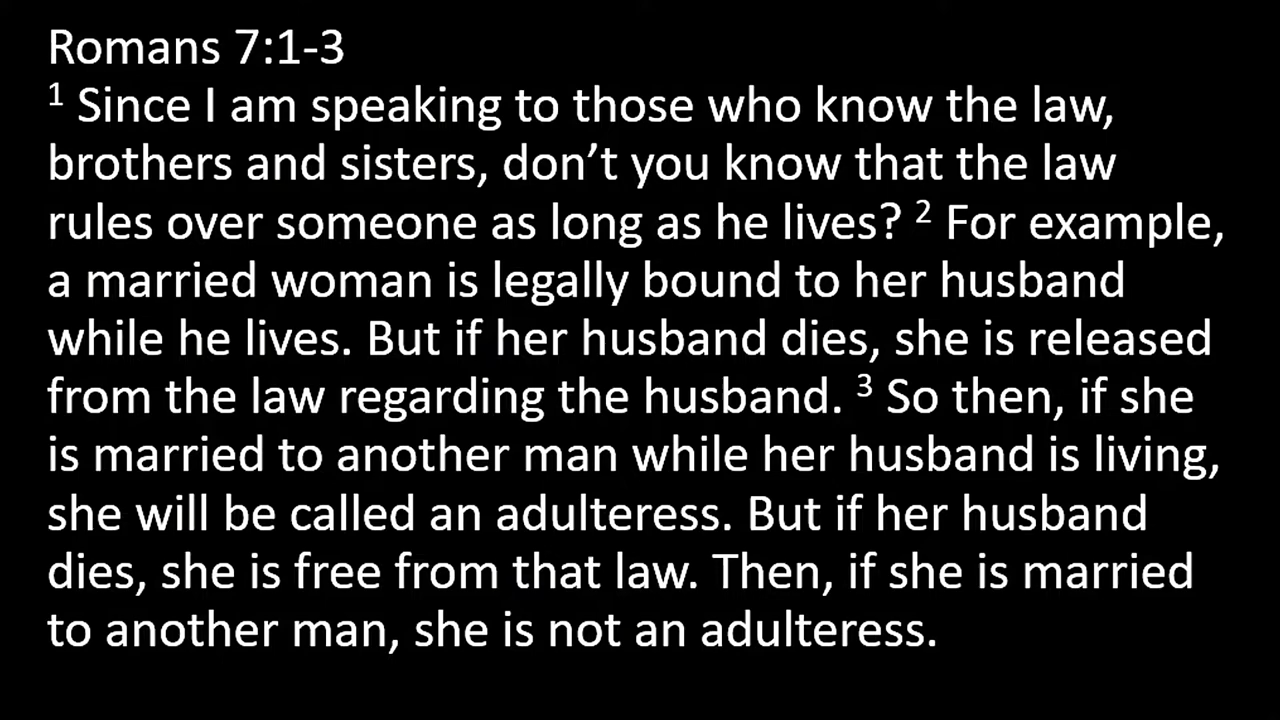 Romans 7:1-3
¹ Since I am speaking to those who know the law,
brothers and sisters, don’t you know that the law
rules over someone as long as he lives? ² For example,
a married woman is legally bound to her husband
while he lives. But if her husband dies, she is released
from the law regarding the husband. ³ So then, if she
is married to another man while her husband is living,
she will be called an adulteress. But if her husband
dies, she is free from that law. Then, if she is married
to another man, she is not an adulteress.